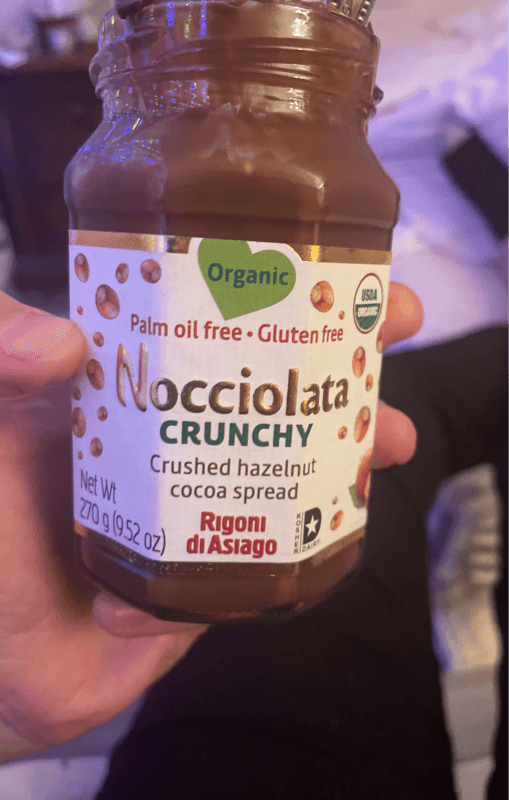 Organic
USDA
ORGANIC
Palm oil free • Gluten free
Nocciolata
CRUNCHY
Crushed hazelnut
cocoa spread
Net Wt
270 g (9.52 oz)
Rigoni
di Asiago
KOSHER
D
DAIRY